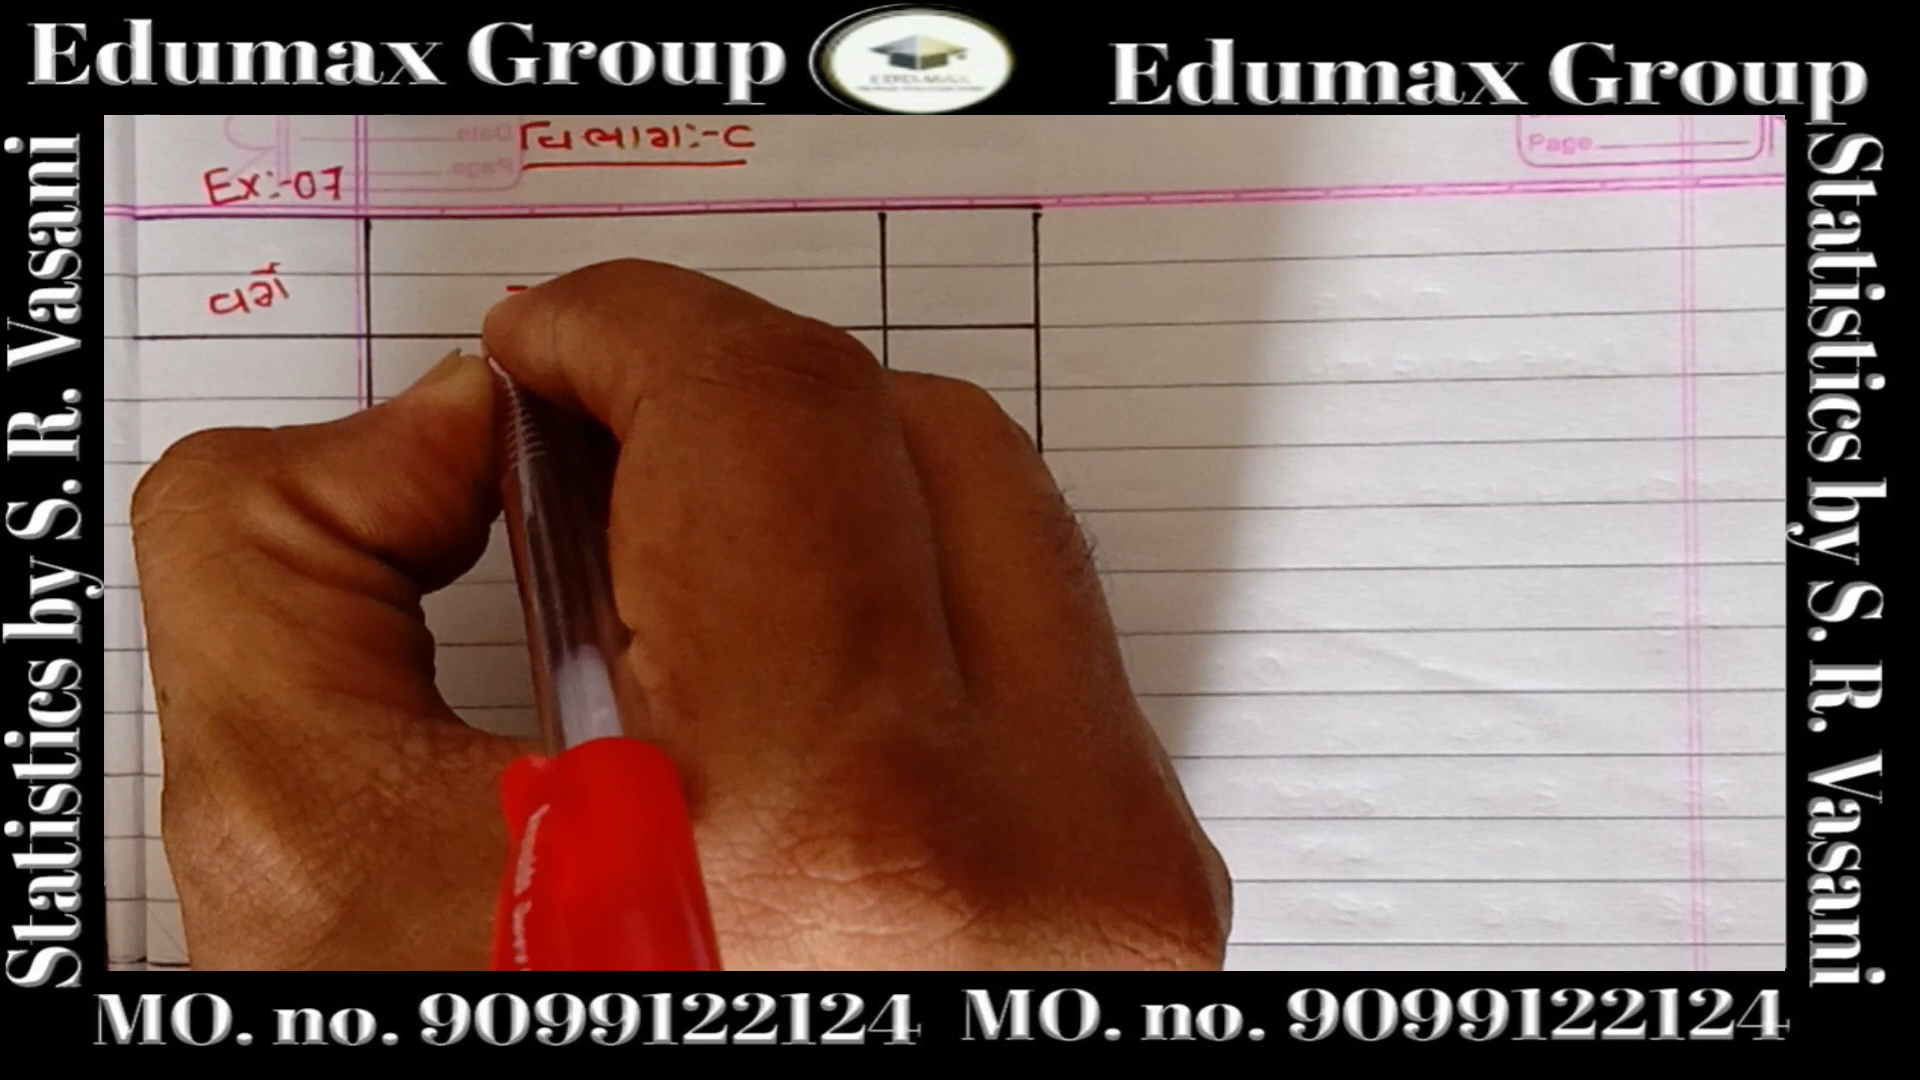 Edumax Group
Edumax Group
Statistics by S. R. Vasani
Statistics by S. R. Vasani
વિભાગ:-C
Page
Ex:-07
વર્ગ
MO. no. 9099122124
MO. no. 9099122124